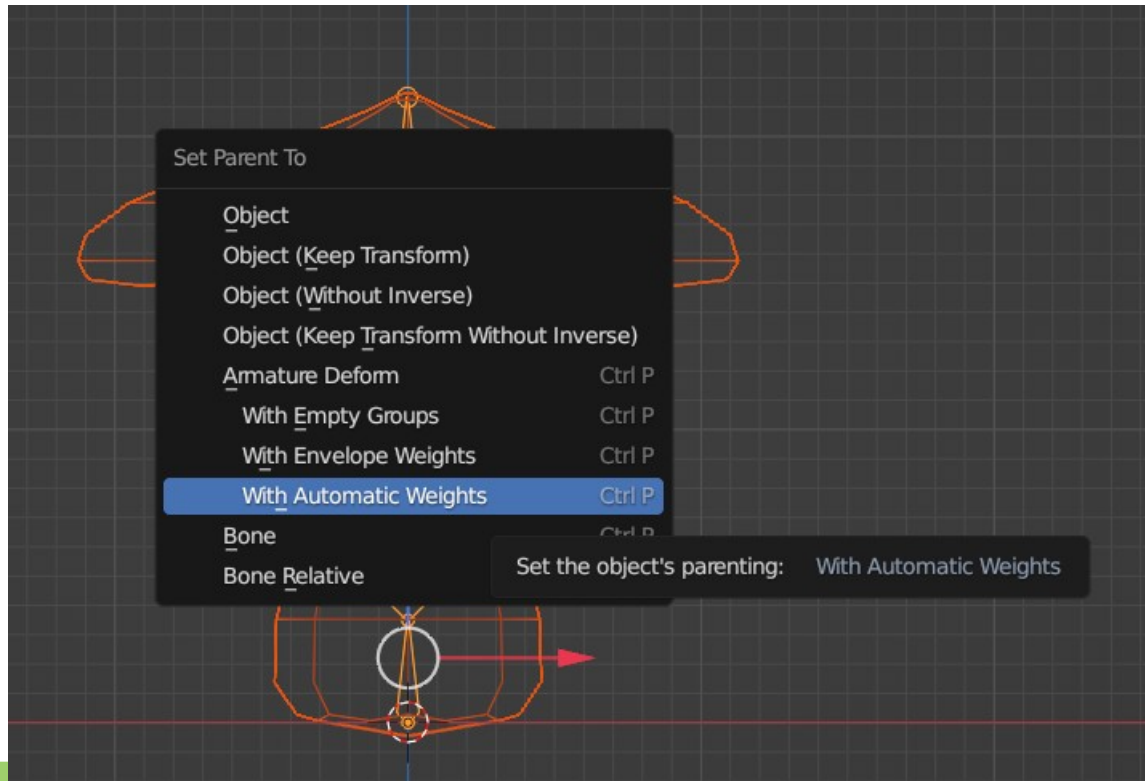 Set Parent To
Object
Object (Keep Transform)
Object (Without Inverse)
Object (Keep Transform Without Inverse)
Armature Deform Ctrl P
With Empty Groups Ctrl P
With Envelope Weights Ctrl P
With Automatic Weights Ctrl P
Bone Ctrl P
Bone Relative
Set the object's parenting: With Automatic Weights